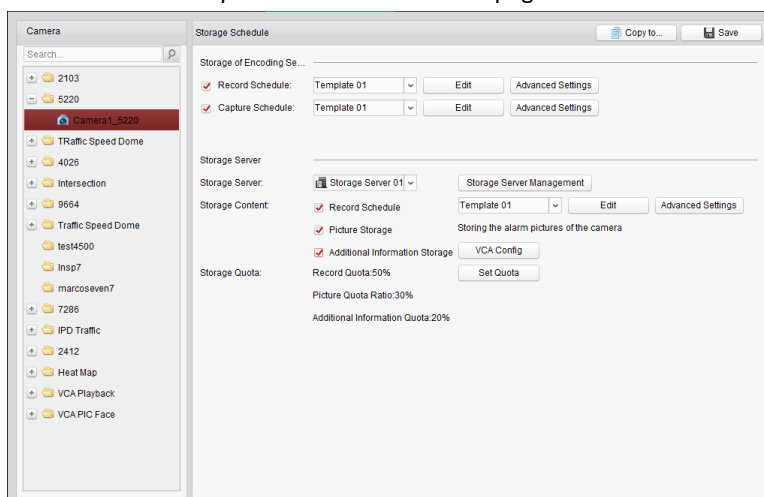 Camera
Search...
2103
5220
Camera1_5220
TRaffic Speed Dome
4026
Intersection
9664
Traffic Speed Dome
test4500
Insp7
marcoseven7
7286
IPD Traffic
2412
Heat Map
VCA Playback
VCA PIC Face
Storage Schedule Copy to... Save
Storage of Encoding Se...
Record Schedule: Template 01 Edit Advanced Settings
Capture Schedule: Template 01 Edit Advanced Settings
Storage Server
Storage Server: Storage Server 01 Storage Server Management
Storage Content: Record Schedule Template 01 Edit Advanced Settings
Picture Storage Storing the alarm pictures of the camera
Additional Information Storage VCA Config
Storage Quota: Record Quota:50% Set Quota
Picture Quota Ratio:30%
Additional Information Quota:20%